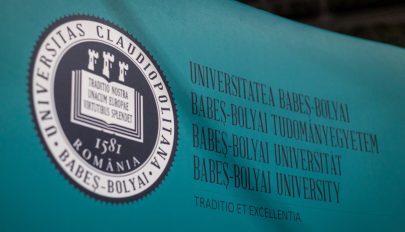 UNIVERSITAS CLAUDIOPOLITANA
TRADITIO NOSTRA
UNACUM EUROPAE
VIRTUTIBUS SPLENDET
1581
ROMÂNIA
BABEȘ-BOLYAI
UNIVERSITATEA BABEȘ-BOLYAI
BABEȘ-BOLYAI TUDOMÁNYEGYETEM
BABEȘ-BOLYAI UNIVERSITÄT
BABEȘ-BOLYAI UNIVERSITY
TRADITIO ET EXCELLENTIA